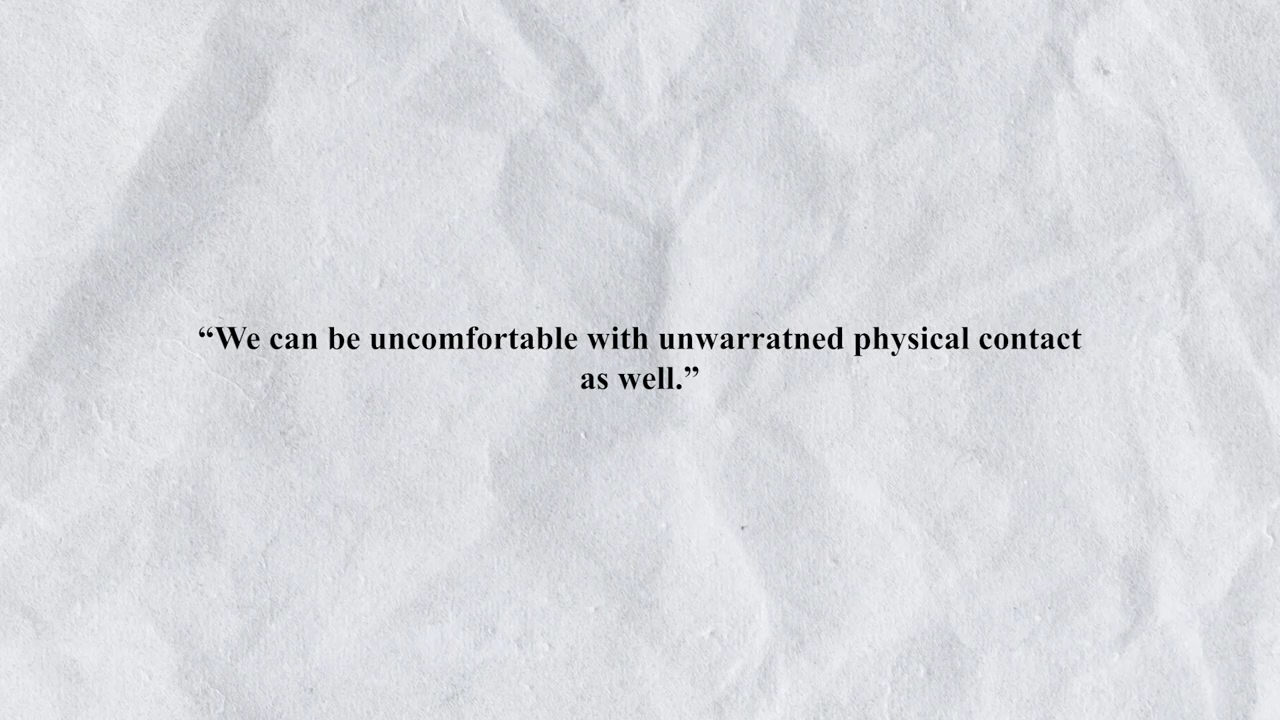 “We can be uncomfortable with unwarratned physical contact
as well.”